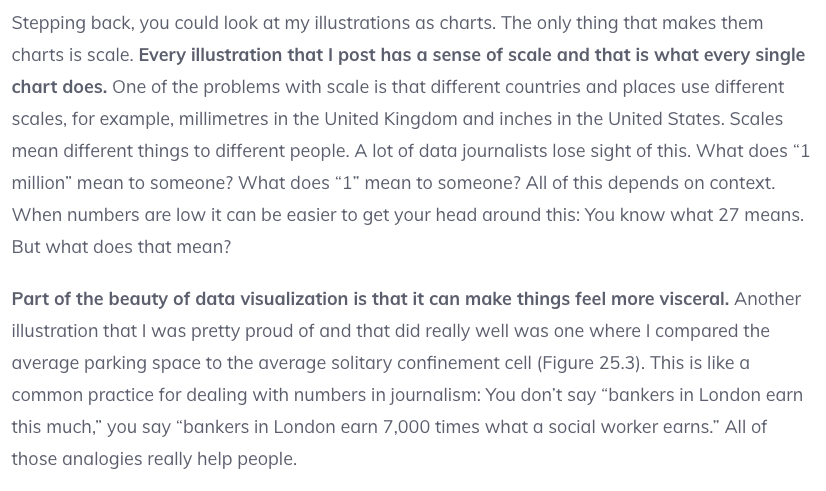 Stepping back, you could look at my illustrations as charts. The only thing that makes them
charts is scale. Every illustration that I post has a sense of scale and that is what every single
chart does. One of the problems with scale is that different countries and places use different
scales, for example, millimetres in the United Kingdom and inches in the United States. Scales
mean different things to different people. A lot of data journalists lose sight of this. What does “1
million” mean to someone? What does “1” mean to someone? All of this depends on context.
When numbers are low it can be easier to get your head around this: You know what 27 means.
But what does that mean?
Part of the beauty of data visualization is that it can make things feel more visceral. Another
illustration that I was pretty proud of and that did really well was one where I compared the
average parking space to the average solitary confinement cell (Figure 25.3). This is like a
common practice for dealing with numbers in journalism: You don’t say “bankers in London earn
this much,” you say “bankers in London earn 7,000 times what a social worker earns.” All of
those analogies really help people.